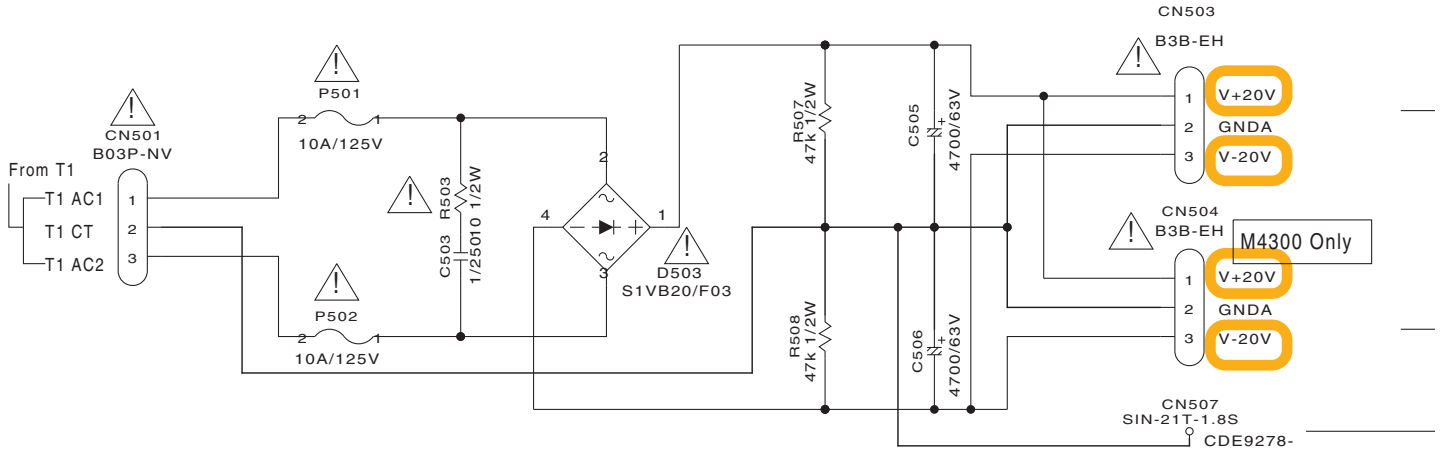 CN503
B3B-EH
1 V+20V
2 GNDA
3 V-20V
P501
2 1
10A/125V
CN501
B03P-NV
From T1
T1 AC1 1
T1 CT 2
T1 AC2 3
R503
10 1/2W
C503
1/250
2
4 1
3
D503
S1VB20/F03
P502
2 1
10A/125V
R507
47k 1/2W
C505
+
4700/63V
R508
47k 1/2W
C506
+
4700/63V
CN504
B3B-EH
M4300 Only
1 V+20V
2 GNDA
3 V-20V
CN507
SIN-21T-1.8S
CDE9278-